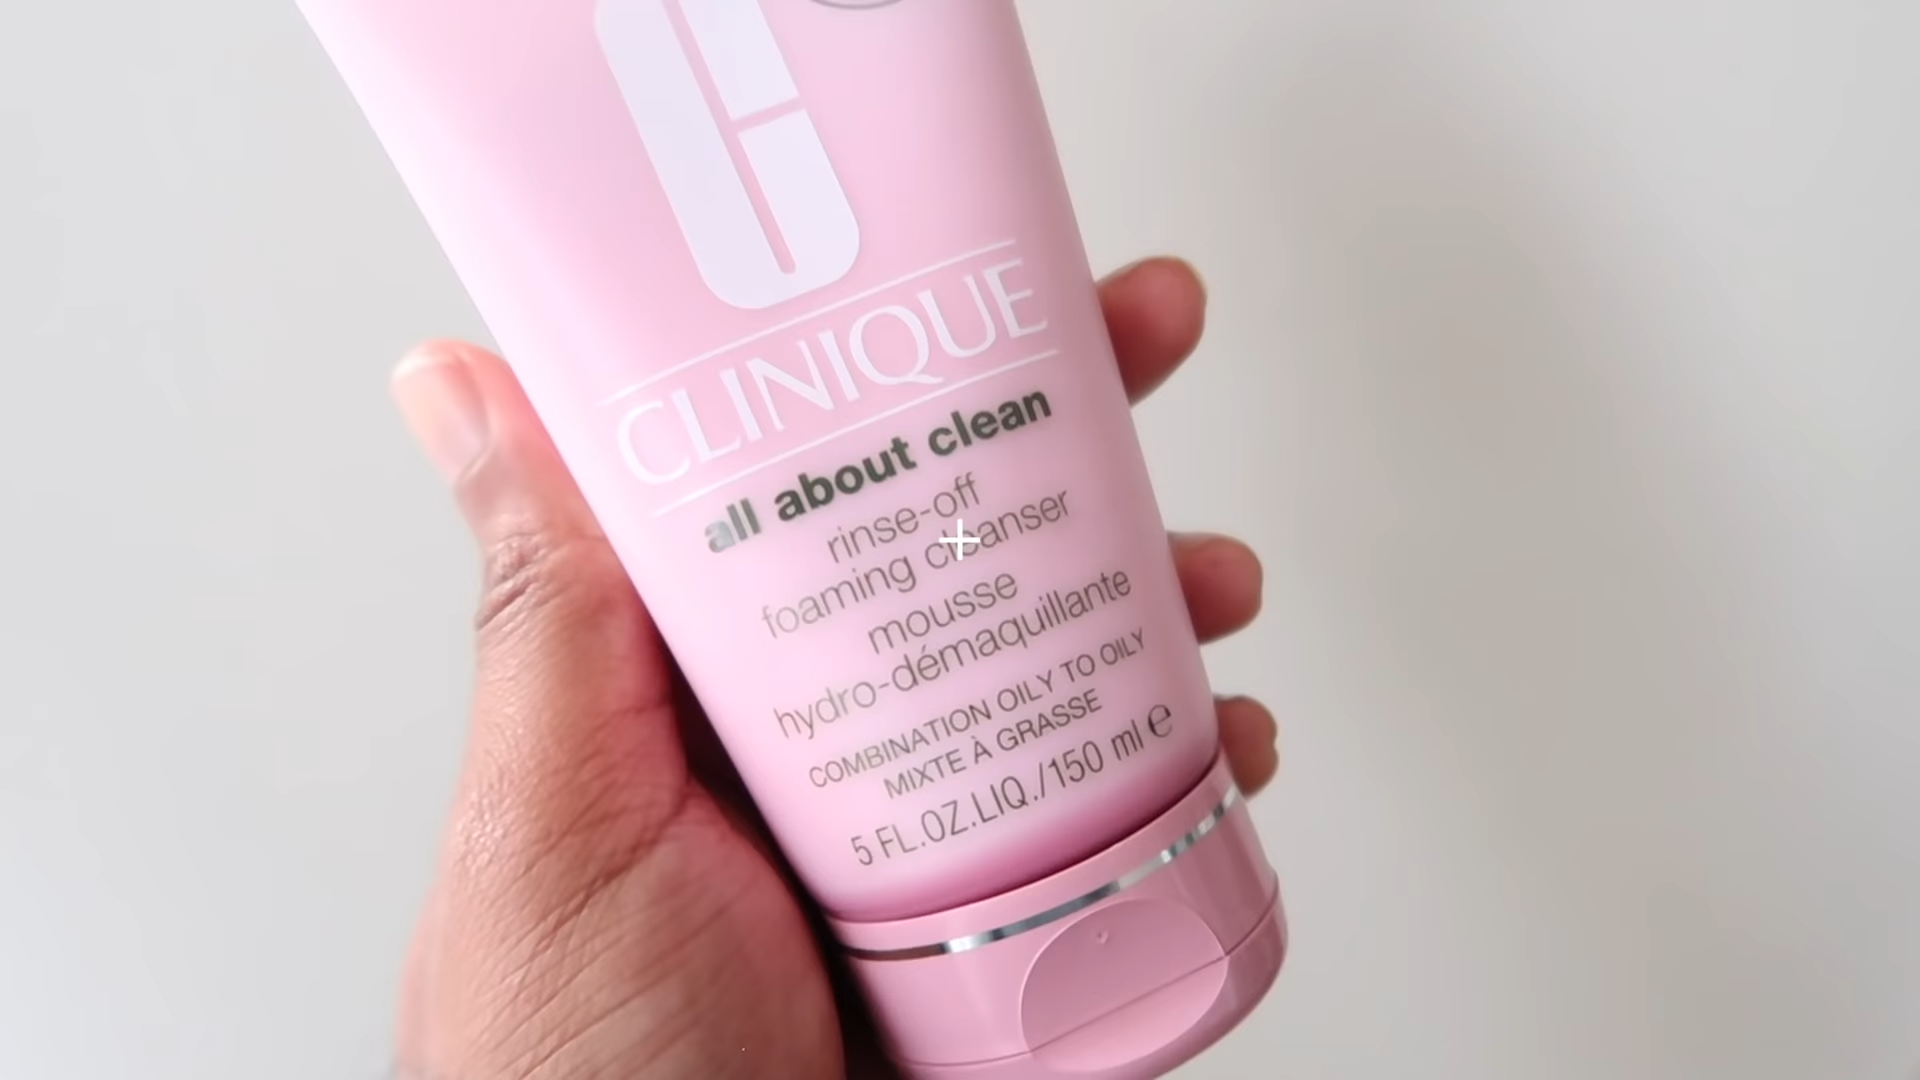 C
CLINIQUE
all about clean
rinse-off
foaming cleanser
mousse
hydro-démaquillante
COMBINATION OILY TO OILY
MIXTE À GRASSE
5 FL.OZ.LIQ./150 ml ℮